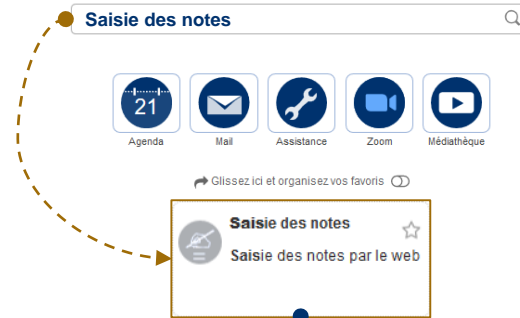 Saisie des notes
21
Agenda
Mail
Assistance
Zoom
Médiathèque
Glissez ici et organisez vos favoris
Saisie des notes
Saisie des notes par le web